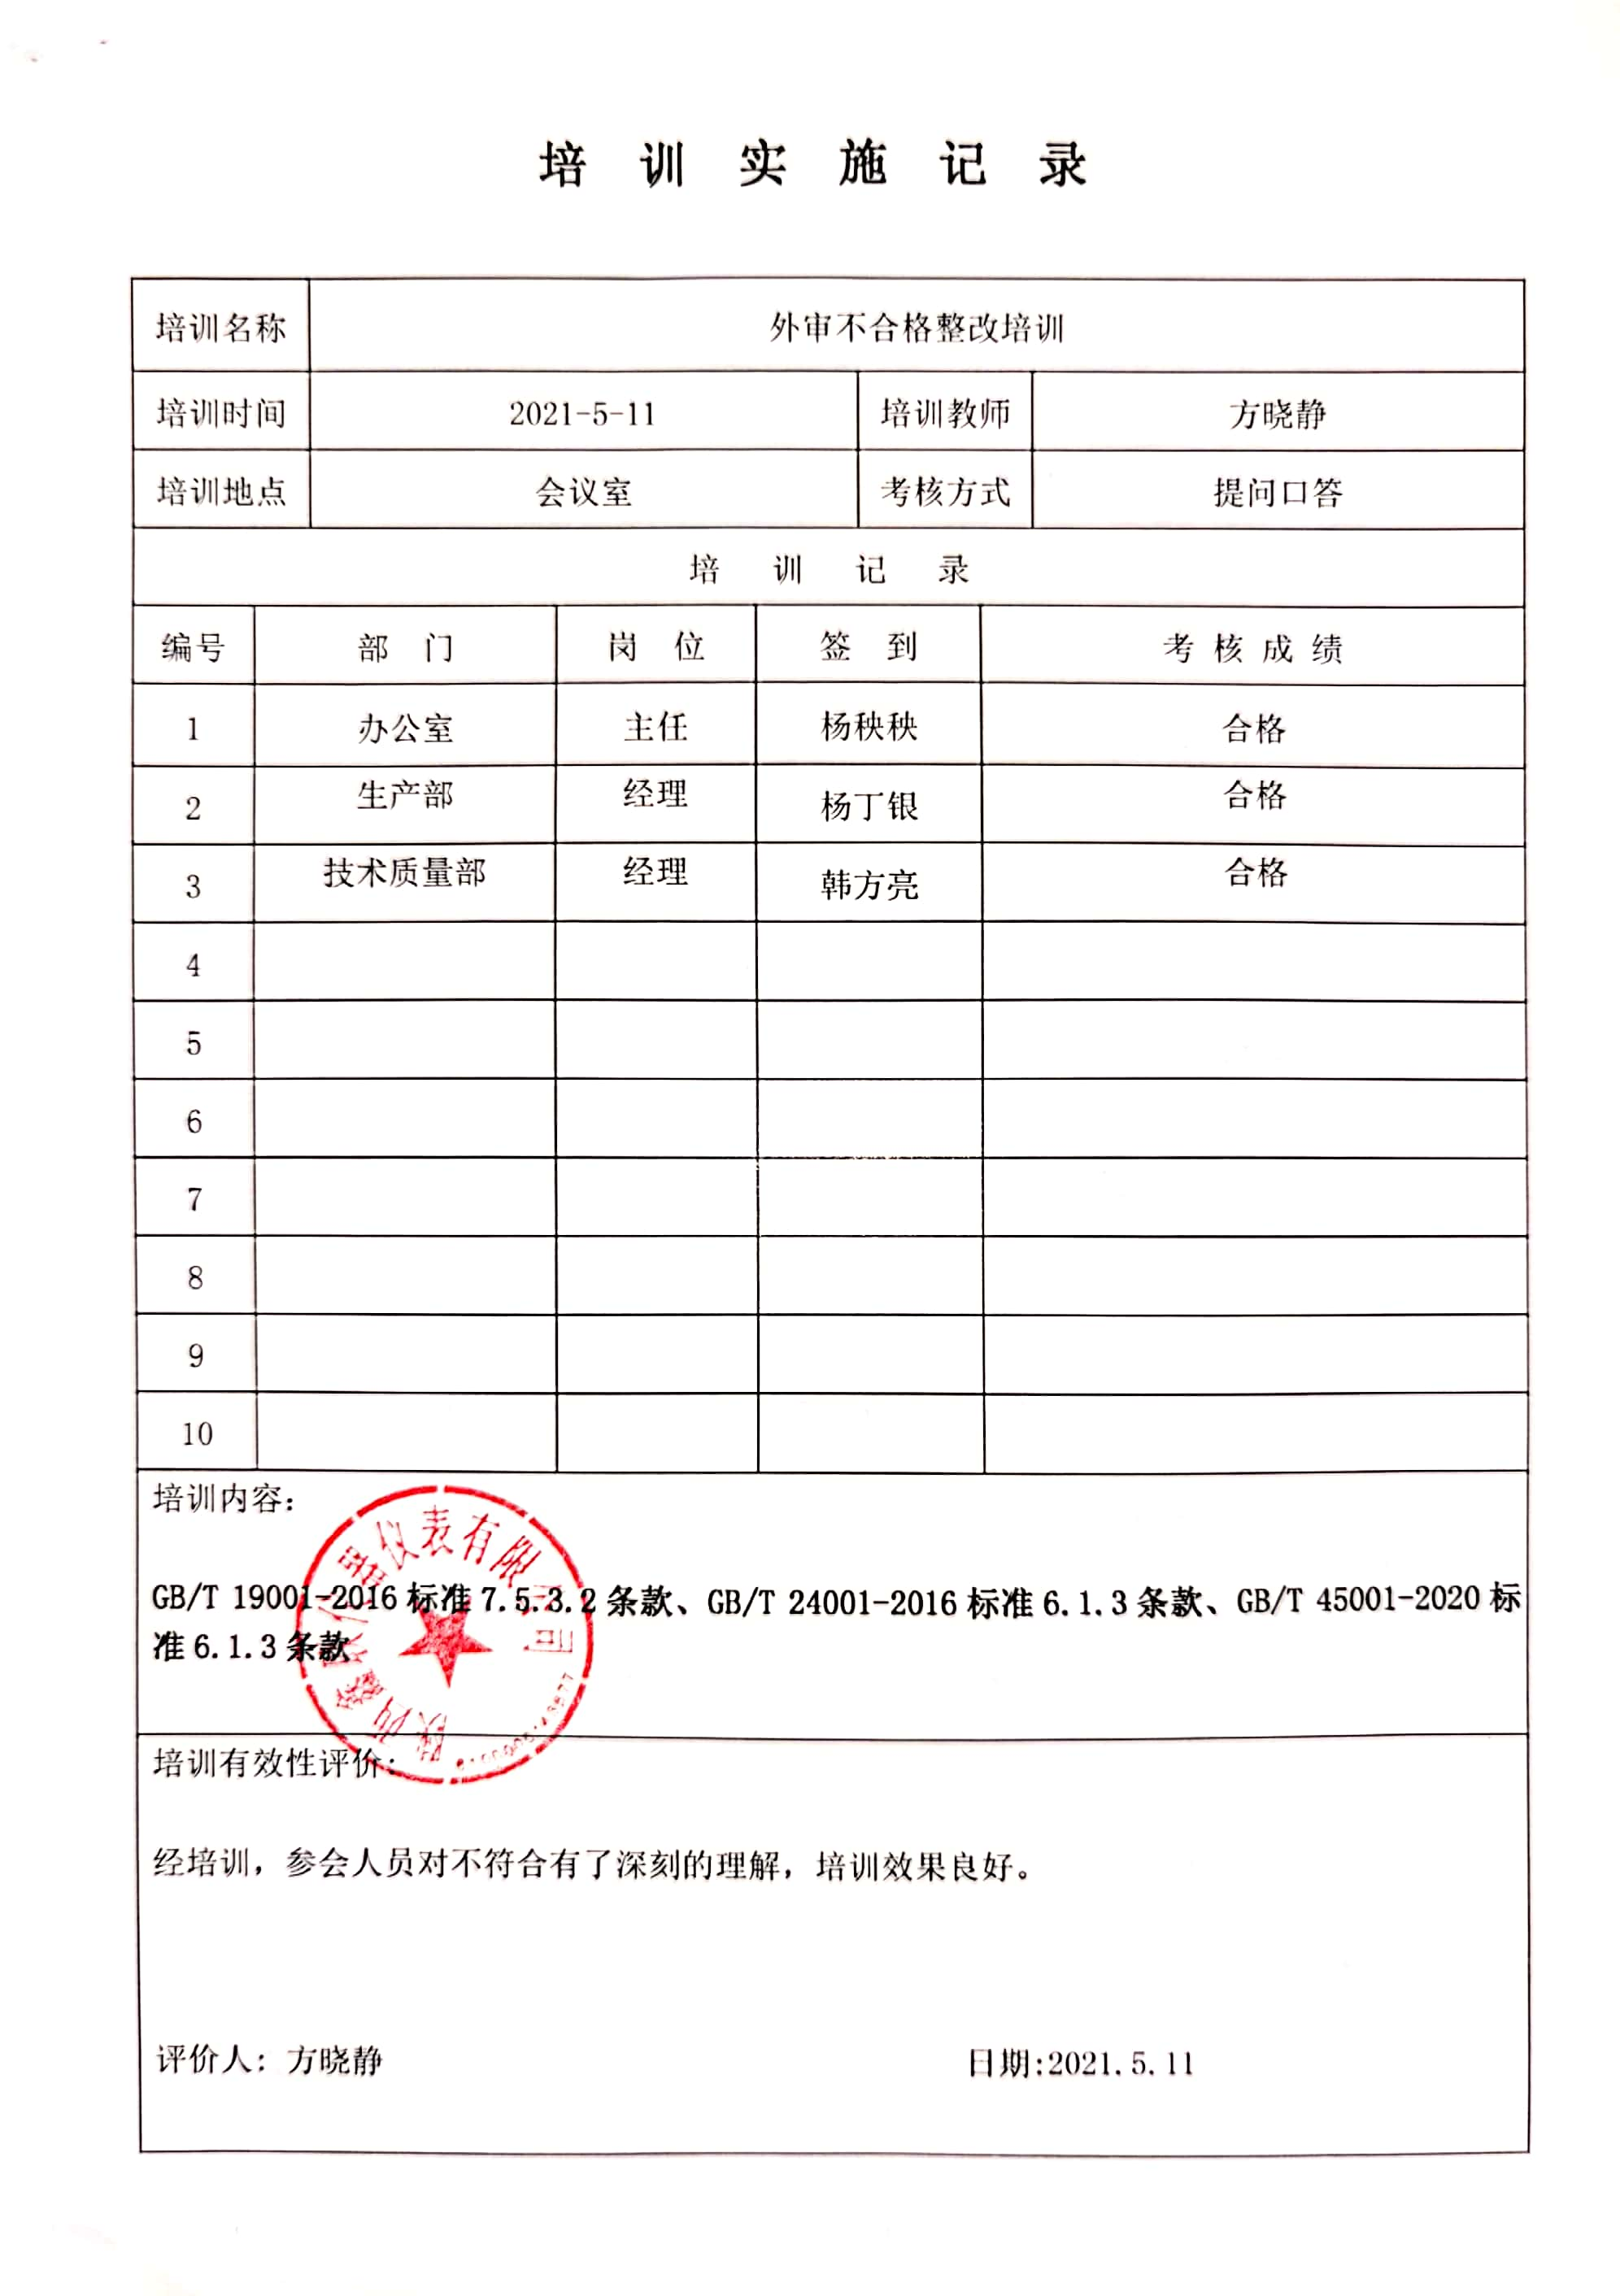 培训实施记录
培训名称 外审不合格整改培训
培训时间 2021-5-11 培训教师 方晓静
培训地点 会议室 考核方式 提问口答
培训记录
编号 部门 岗位 签到 考核成绩
1 办公室 主任 杨秧秧 合格
2 生产部 经理 杨丁银 合格
3 技术质量部 经理 韩方亮 合格
4
5
6
7
8
9
10
培训内容：
GB/T 19001-2016 标准 7.5.3.2 条款、GB/T 24001-2016 标准 6.1.3 条款、GB/T 45001-2020 标
准 6.1.3 条款
仪表有限公司
培训有效性评价：
经培训，参会人员对不符合有了深刻的理解，培训效果良好。
评价人：方晓静 日期:2021.5.11